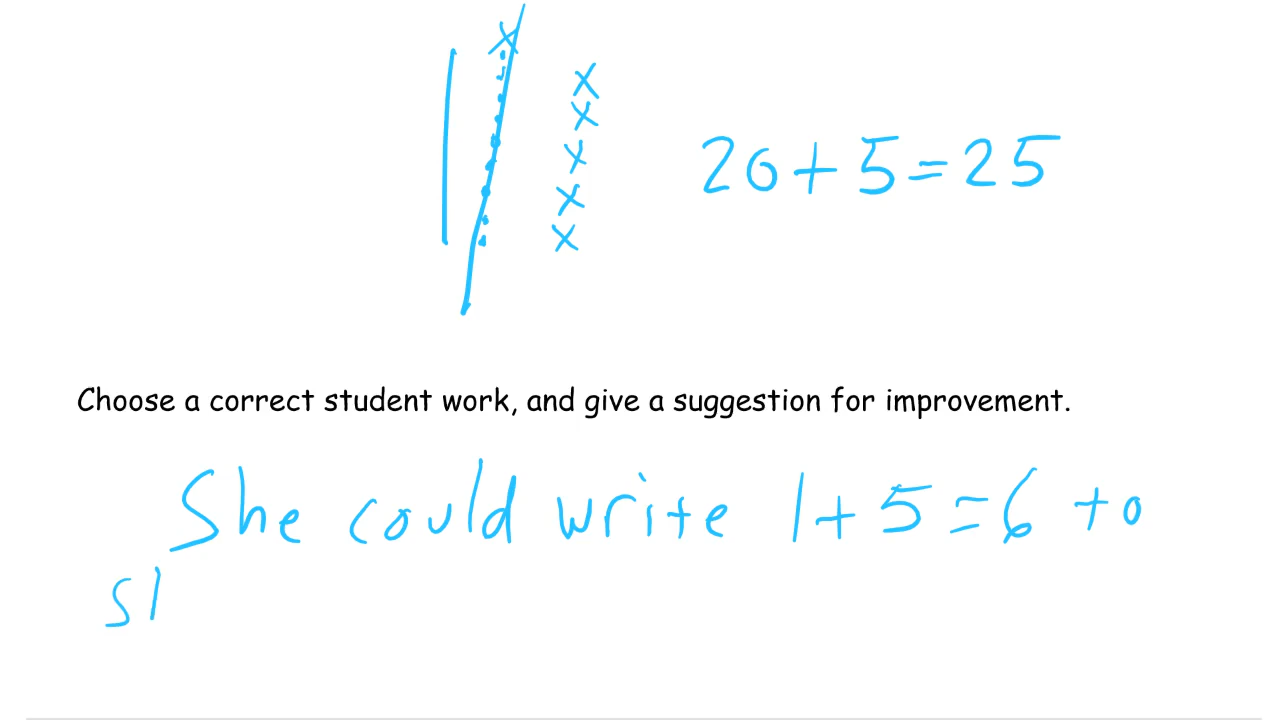 20+5=25
Choose a correct student work, and give a suggestion for improvement.
She could write 1+5=6 to